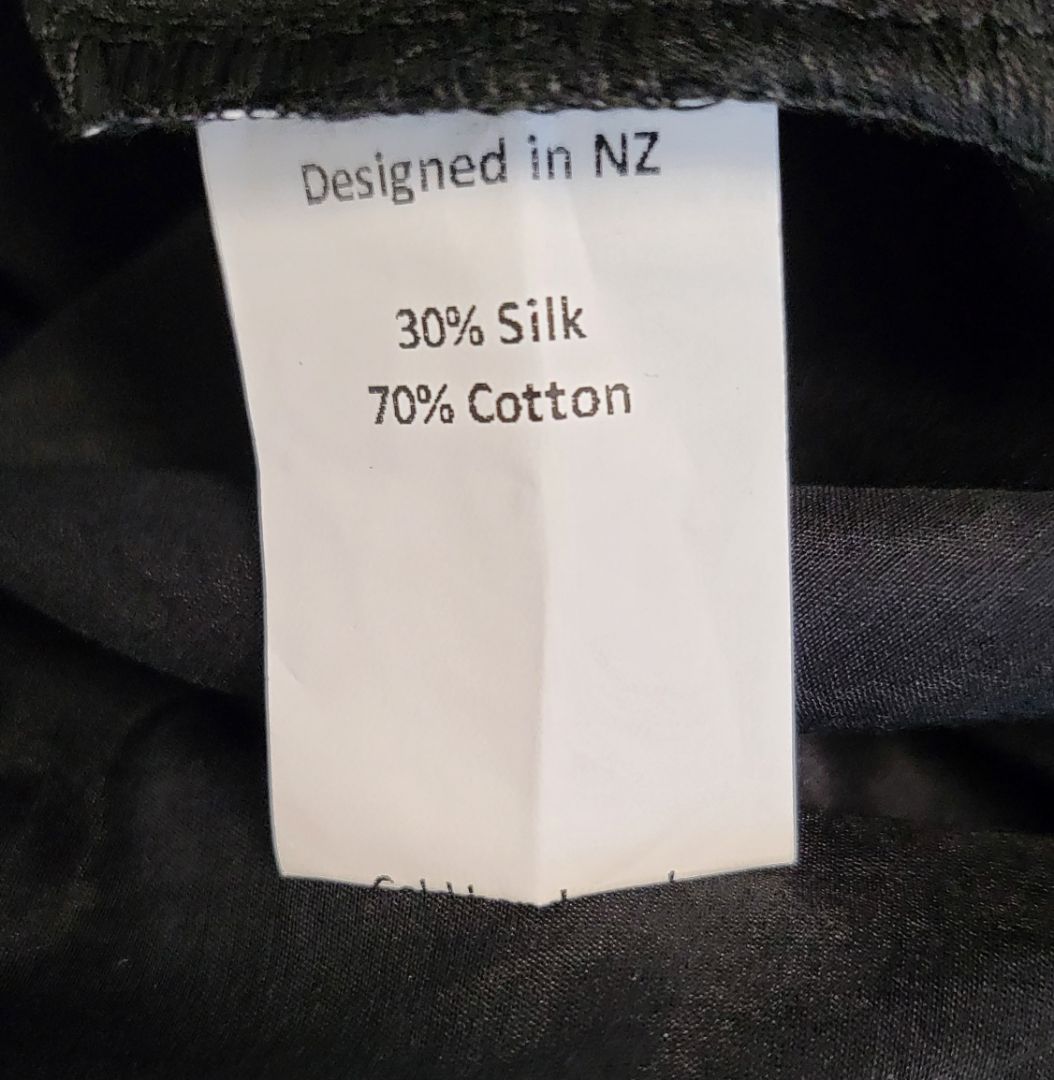 Designed in NZ
30% Silk
70% Cotton